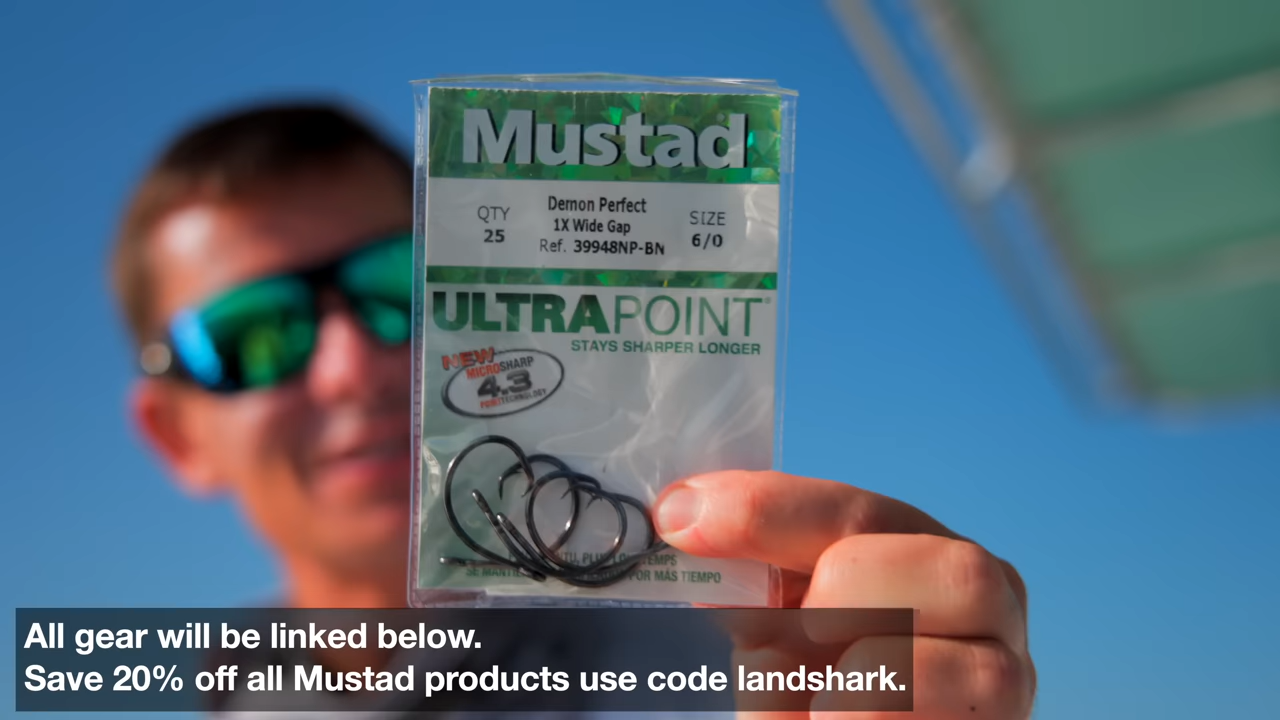 Mustad
QTY
25
Demon Perfect
1X Wide Gap
Ref. 39948NP-BN
SIZE
6/0
ULTRAPOINT
STAYS SHARPER LONGER
NEW
MICROSHARP
4.3
POINT TECHNOLOGY
POR MÁS TIEMPO
All gear will be linked below.
Save 20% off all Mustad products use code landshark.